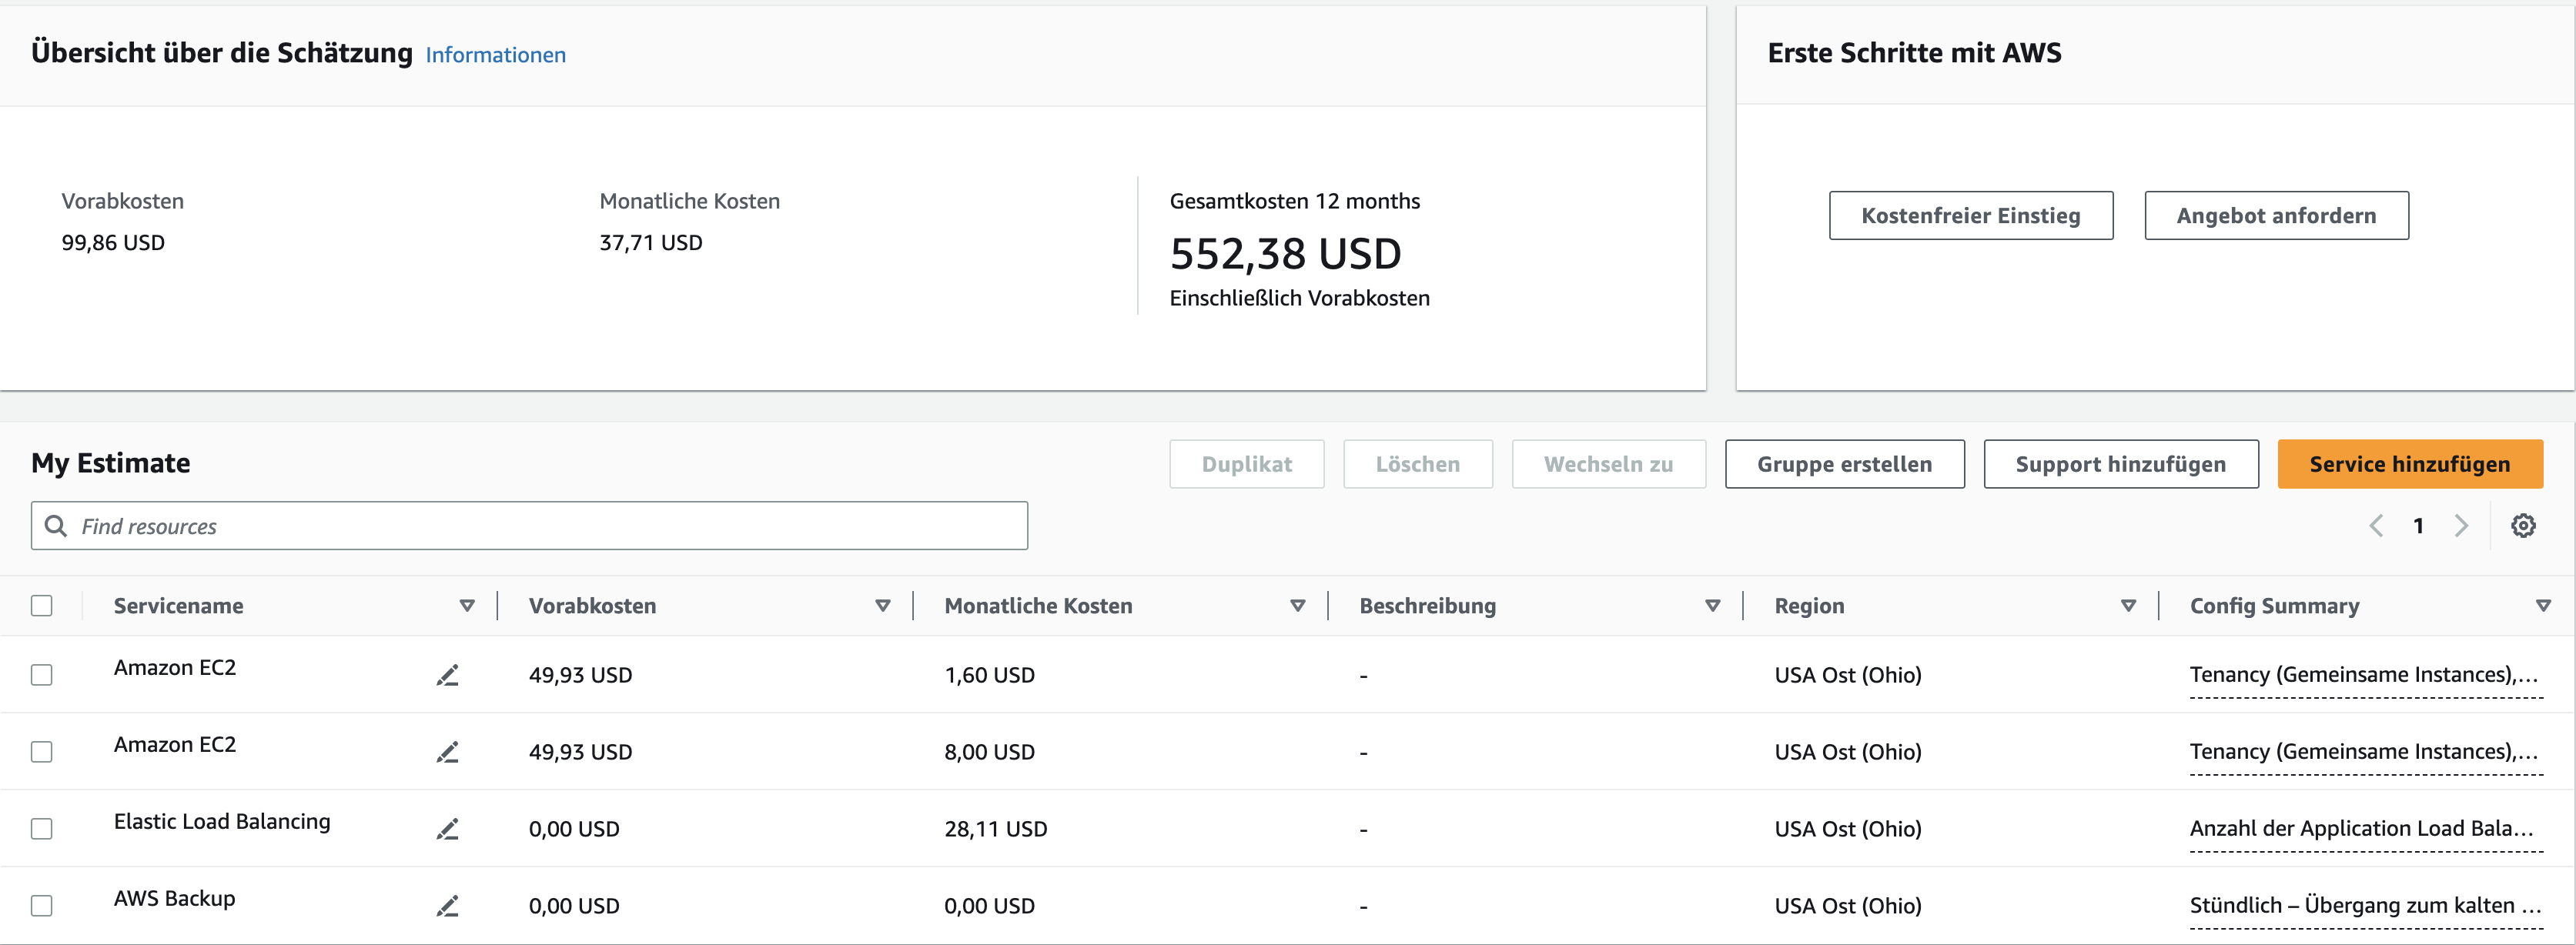 Übersicht über die Schätzung Informationen
Vorabkosten
99,86 USD
Monatliche Kosten
37,71 USD
Gesamtkosten 12 months
552,38 USD
Einschließlich Vorabkosten
Erste Schritte mit AWS
Kostenfreier Einstieg
Angebot anfordern
My Estimate
Duplikat
Löschen
Wechseln zu
Gruppe erstellen
Support hinzufügen
Service hinzufügen
Find resources
1
Servicename Vorabkosten Monatliche Kosten Beschreibung Region Config Summary
Amazon EC2 49,93 USD 1,60 USD - USA Ost (Ohio) Tenancy (Gemeinsame Instances),…
Amazon EC2 49,93 USD 8,00 USD - USA Ost (Ohio) Tenancy (Gemeinsame Instances),…
Elastic Load Balancing 0,00 USD 28,11 USD - USA Ost (Ohio) Anzahl der Application Load Bala…
AWS Backup 0,00 USD 0,00 USD - USA Ost (Ohio) Stündlich – Übergang zum kalten …